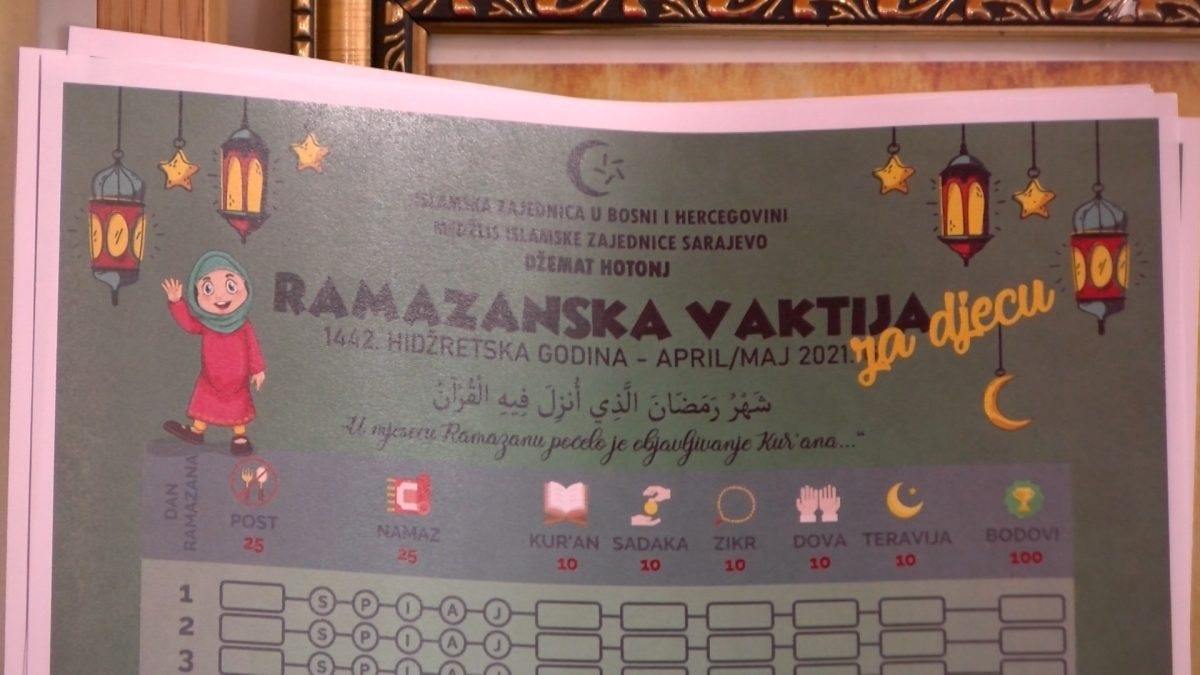 ISLAMSKA ZAJEDNICA U BOSNI I HERCEGOVINI
MEDŽLIS ISLAMSKE ZAJEDNICE SARAJEVO
DŽEMAT HOTONJ
RAMAZANSKA VAKTIJA za djecu
1442. HIDŽRETSKA GODINA - APRIL/MAJ 2021.
شَهْرُ رَمَضَانَ الَّذِي أُنزِلَ فِيهِ الْقُرْآنُ
"U mjesecu Ramazanu počelo je objavljivanje Kur'ana..."
DAN RAMAZANA POST NAMAZ KUR'AN SADAKA ZIKR DOVA TERAVIJA BODOVI
25 25 10 10 10 10 10 100
1 S P I A J
2 S P I A J
3 S P I A J